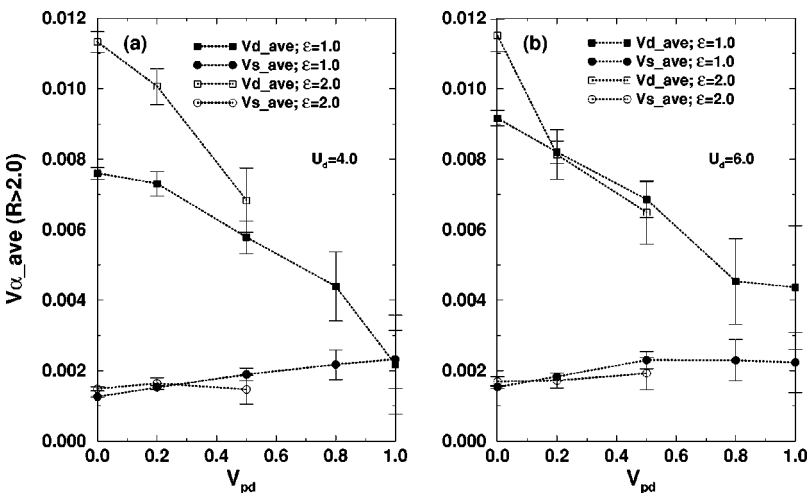 0.012
0.010
0.008
0.006
0.004
0.002
0.000
Vα_ave (R>2.0)
(a)
Vd_ave; ε=1.0
Vs_ave; ε=1.0
Vd_ave; ε=2.0
Vs_ave; ε=2.0
U_d=4.0
0.0 0.2 0.4 0.6 0.8 1.0
V_pd
0.012
0.010
0.008
0.006
0.004
0.002
0.000
(b)
Vd_ave; ε=1.0
Vs_ave; ε=1.0
Vd_ave; ε=2.0
Vs_ave; ε=2.0
U_d=6.0
0.0 0.2 0.4 0.6 0.8 1.0
V_pd